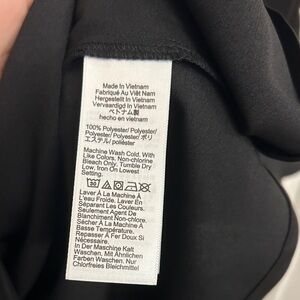 Made In Vietnam
Fabriqué Au Viêt Nam
Hergestellt In Vietnam
Vervaardigd In Vietnam
ベトナム製
hecho en vietnam
100% Polyester/ Polyester/
Polyester/ Polyester/ ポリ
エステル/ poliéster
Machine Wash Cold. With
Like Colors. Non-chlorine
Bleach Only. Tumble Dry
Low. Iron On Lowest
Setting.
30
Laver À La Machine À
L'eau Froide. Laver En
Séparant Les Couleurs.
Seulement Agent De
Blanchiment Non-chloré.
Sécher En Machine À
Basse Température.
Repasser À Fer Doux Si
Nécessaire.
In Der Maschine Kalt
Waschen, Mit Ähnlichen
Farben Waschen. Nur
Chlorfreies Bleichmittel